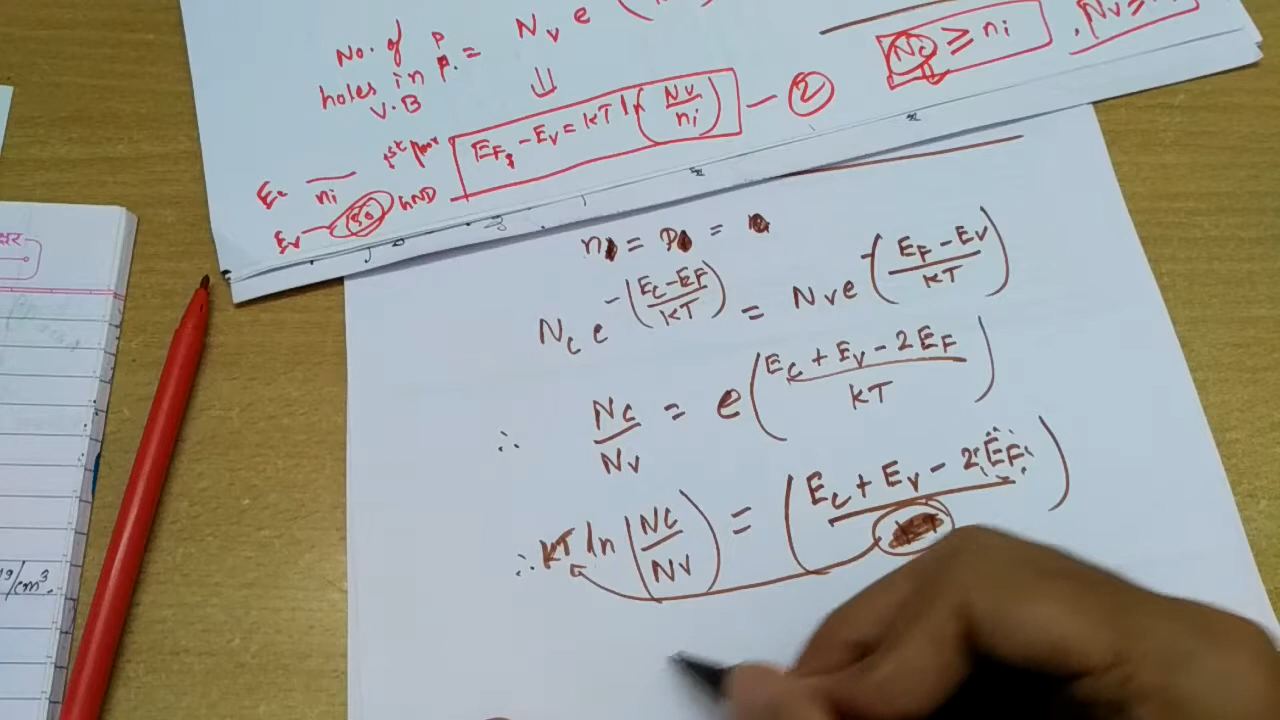 No. of holes in V.B p. = Nv e
⇓
EFi - Ev = KT ln (Nv/ni) — 2
Nc ≥ ni
Nv ≥
Ec
ni
Ev
n = p =
Nc e -(Ec-EF/KT) = Nv e -(EF-Ev/KT)
∴ Nc/Nv = e (Ec + Ev - 2EF/KT)
∴ KT ln (Nc/Nv) = (Ec + Ev - 2EF)
/cm³.